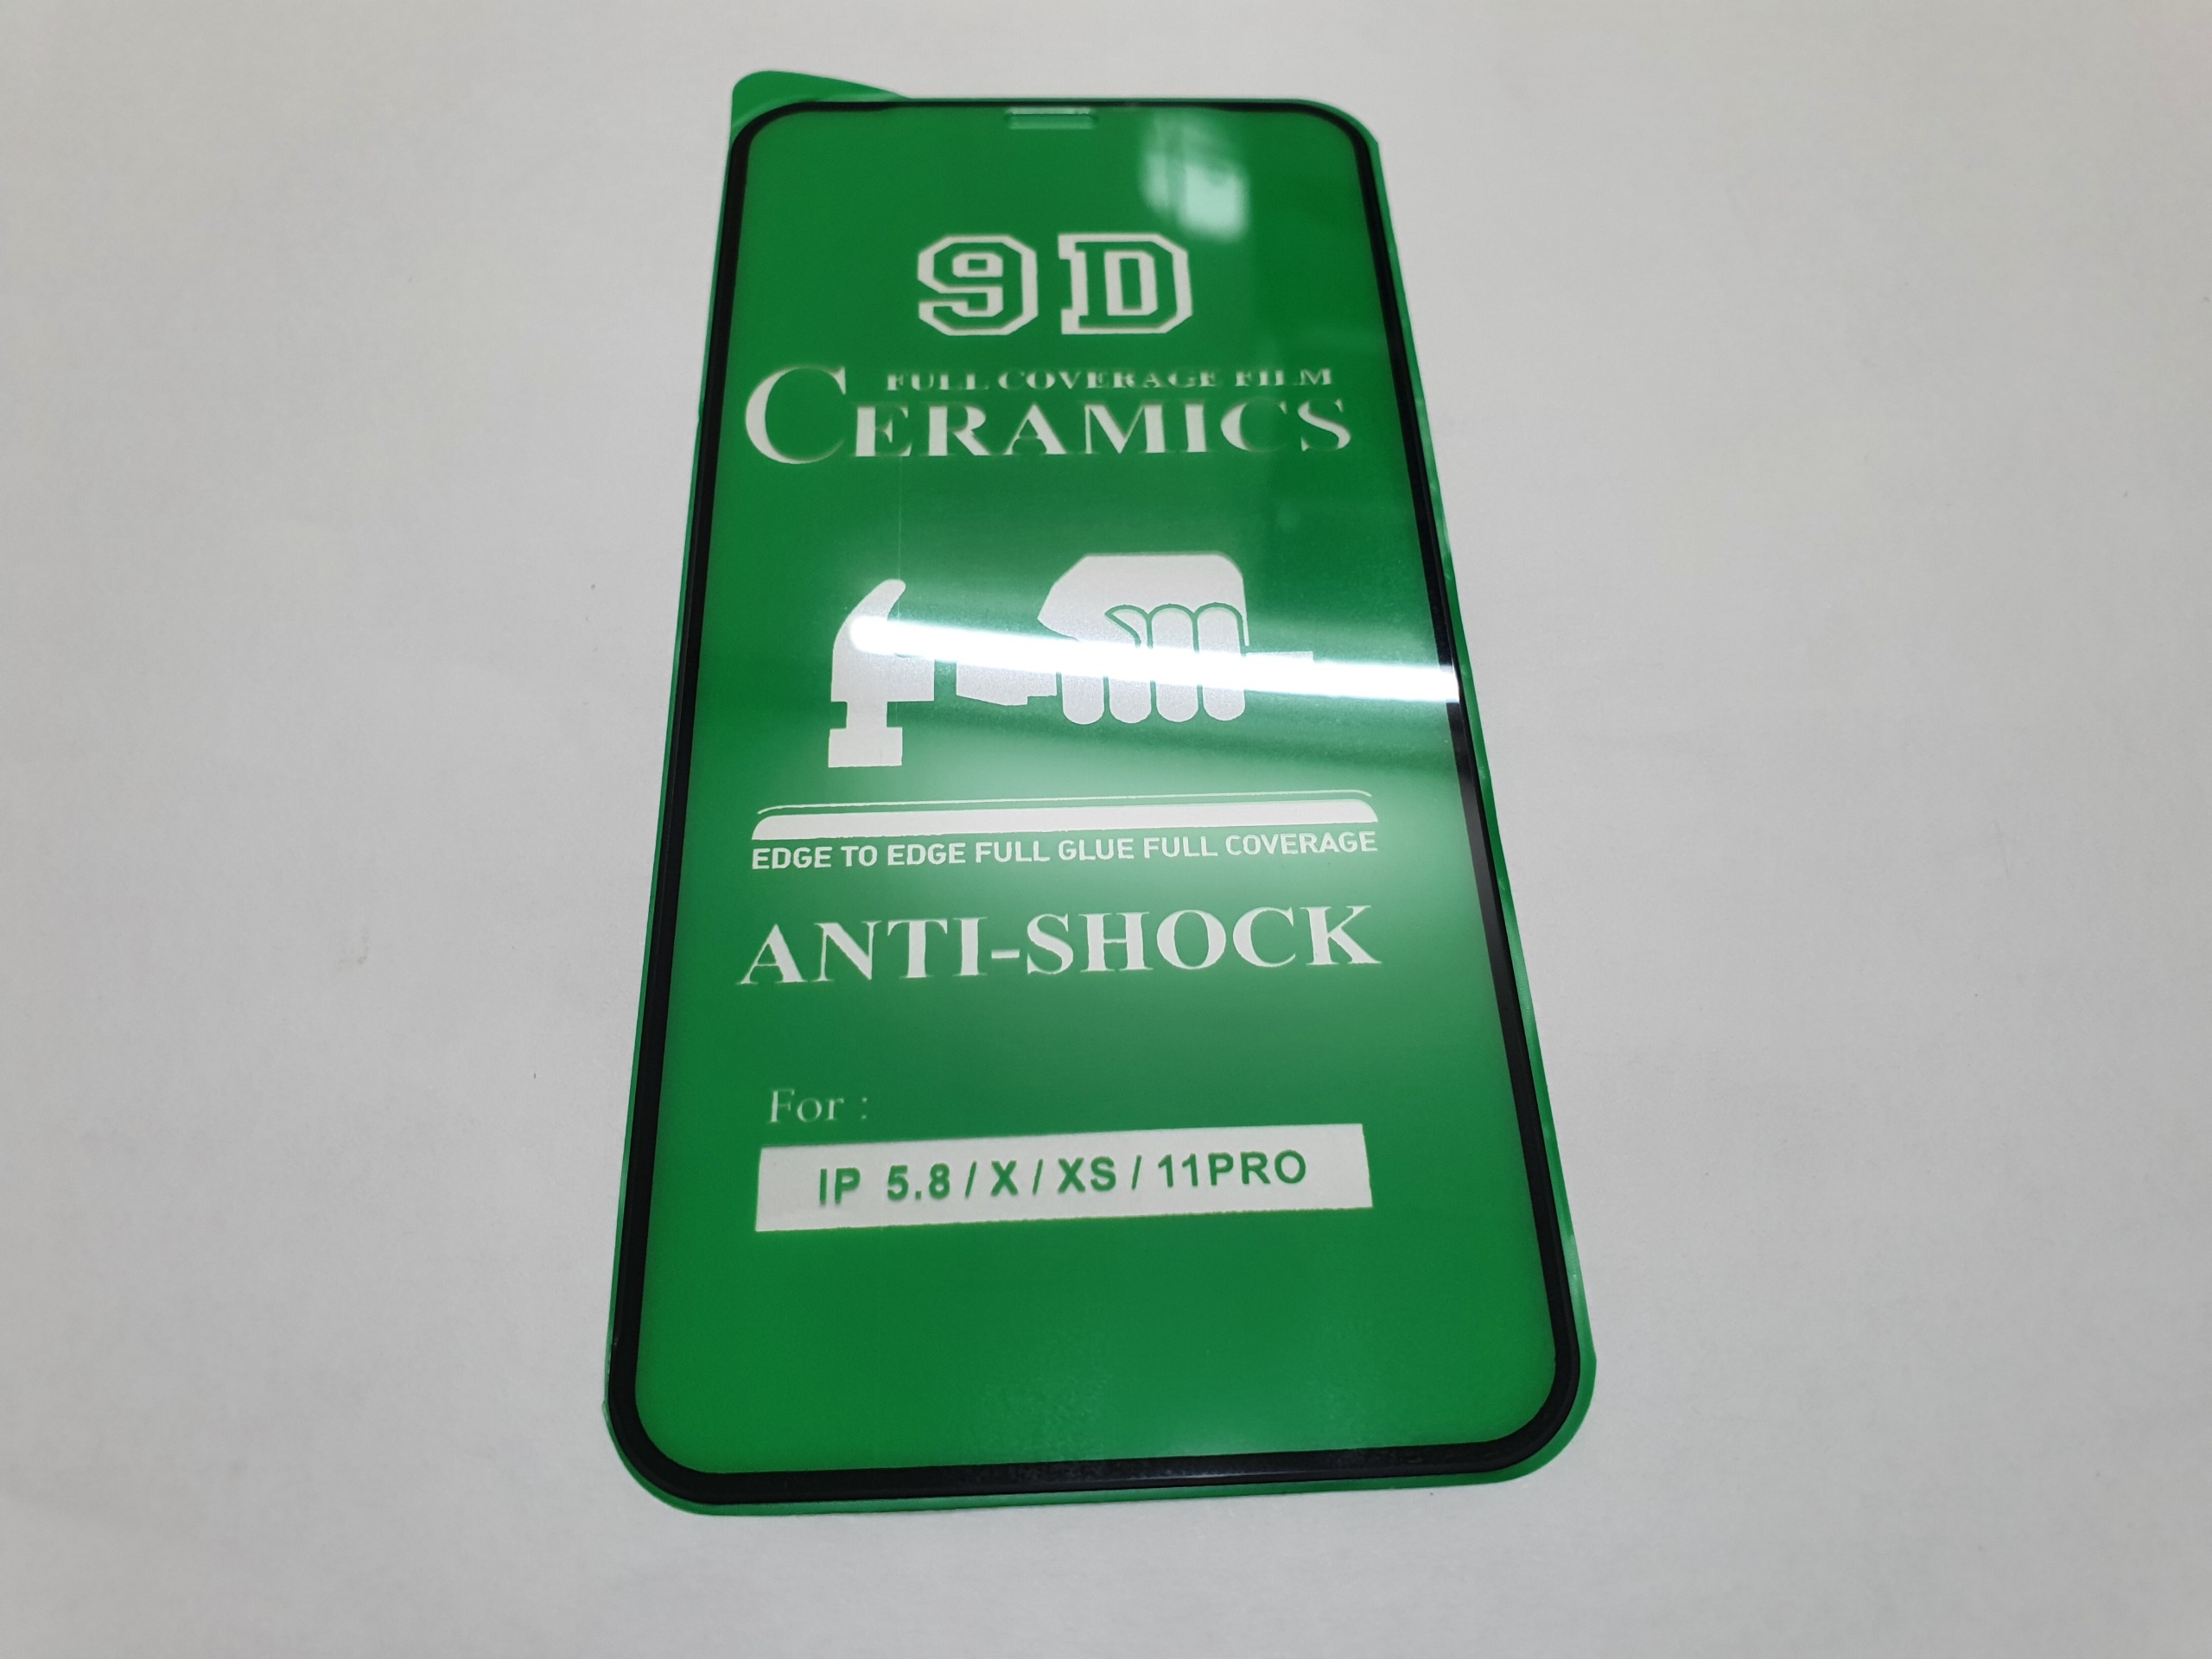 9D
FULL COVERAGE FILM
CERAMICS
EDGE TO EDGE FULL GLUE FULL COVERAGE
ANTI-SHOCK
For :
IP 5.8 / X / XS / 11PRO